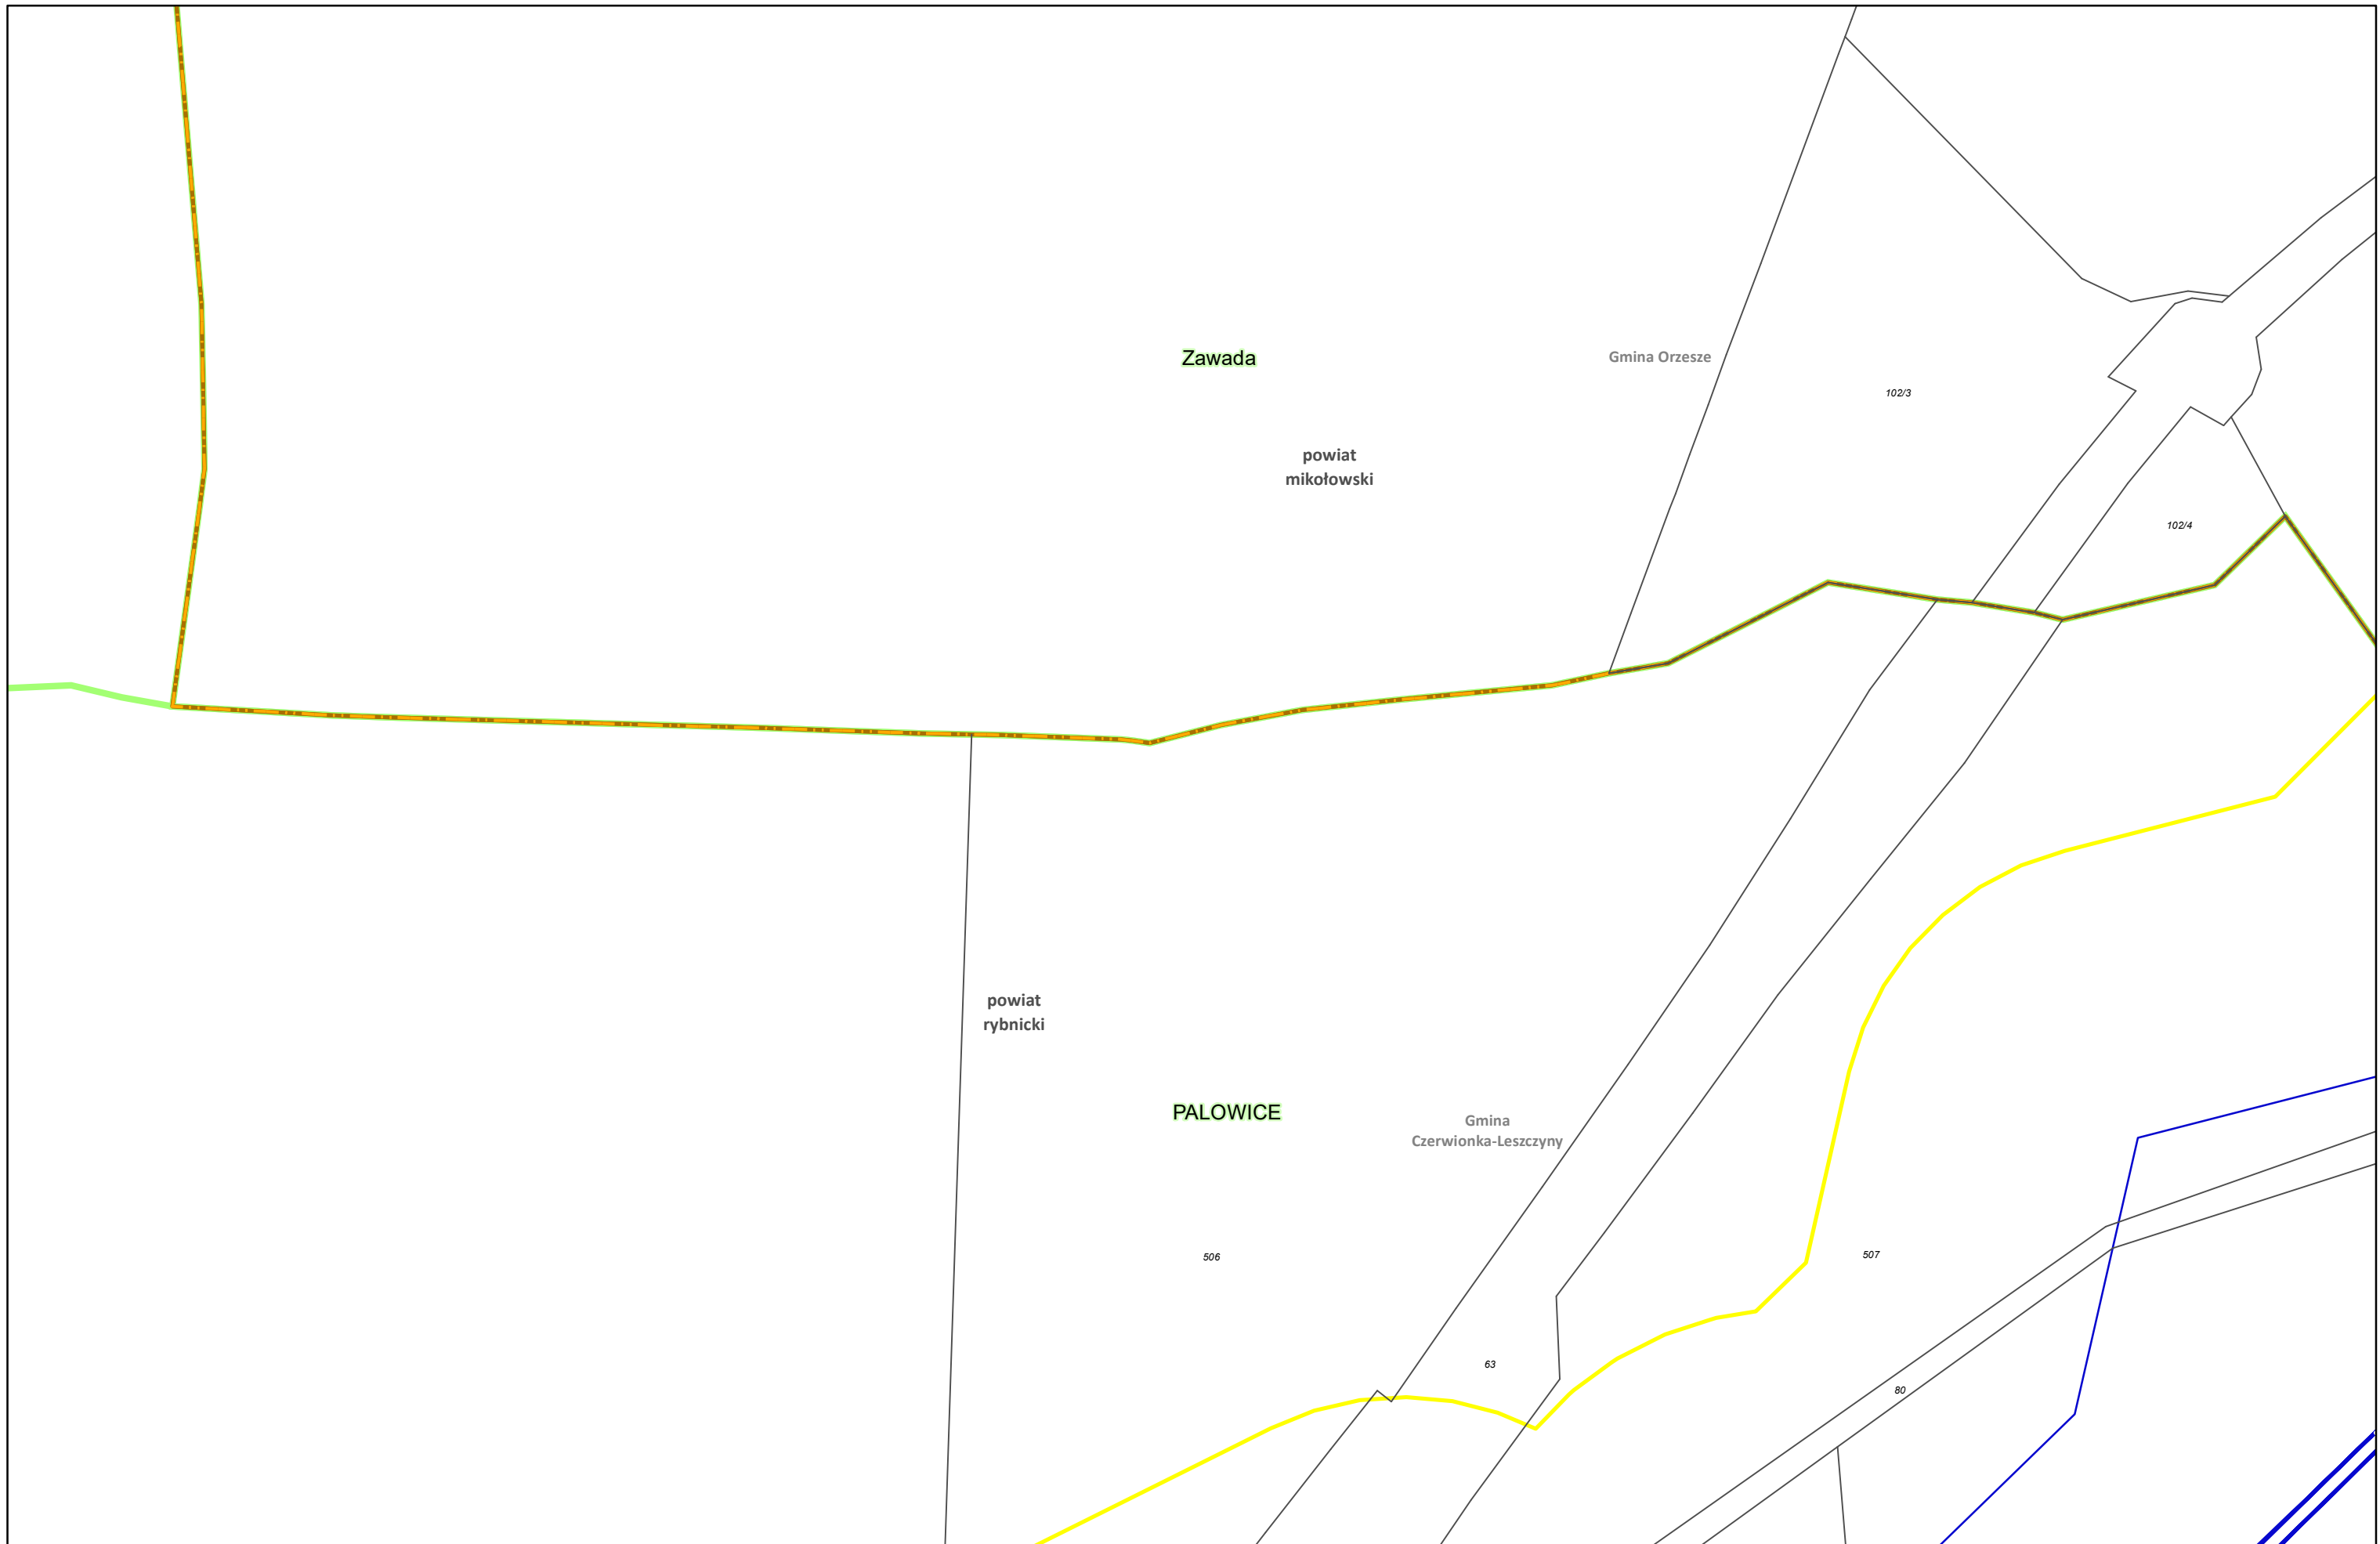 Zawada
Gmina Orzesze
102/3
powiat
mikołowski
102/4
powiat
rybnicki
PALOWICE
Gmina
Czerwionka-Leszczyny
506
507
63
80